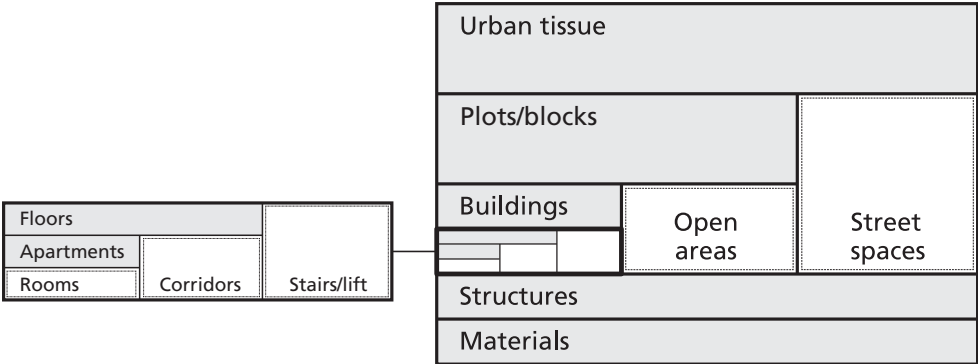 Urban tissue
Plots/blocks
Buildings
Open
areas
Street
spaces
Floors
Apartments
Rooms
Corridors
Stairs/lift
Structures
Materials